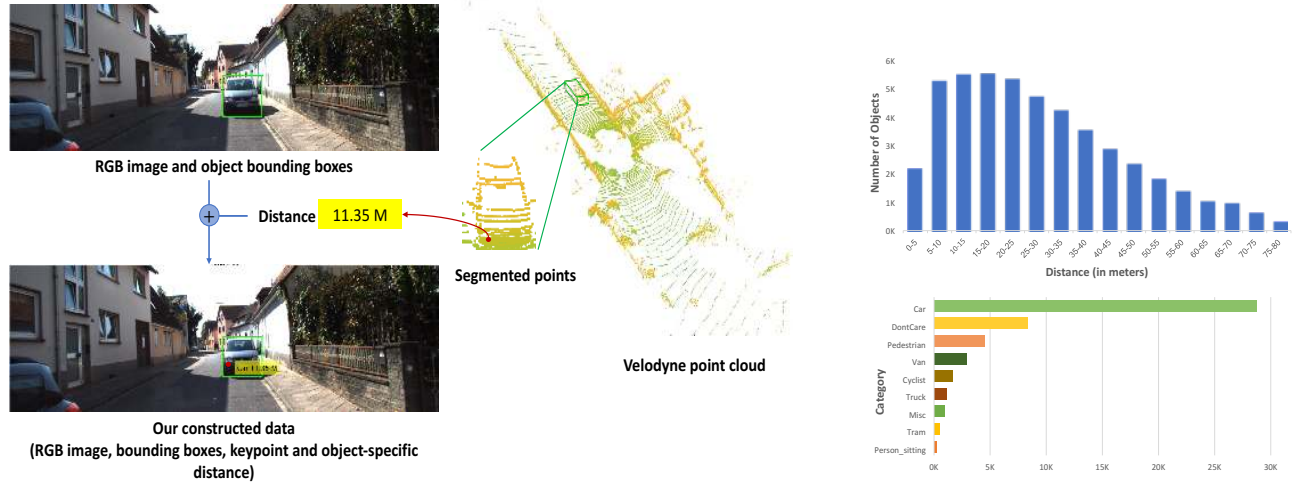 RGB image and object bounding boxes
+
Distance
11.35 M
Segmented points
Velodyne point cloud
Our constructed data
(RGB image, bounding boxes, keypoint and object-specific
distance)
Number of Objects
6K
5K
4K
3K
2K
1K
0K
0-5
5-10
10-15
15-20
20-25
25-30
30-35
35-40
40-45
45-50
50-55
55-60
60-65
65-70
70-75
75-80
Distance (in meters)
Category
Car
DontCare
Pedestrian
Van
Cyclist
Truck
Misc
Tram
Person_sitting
0K
5K
10K
15K
20K
25K
30K